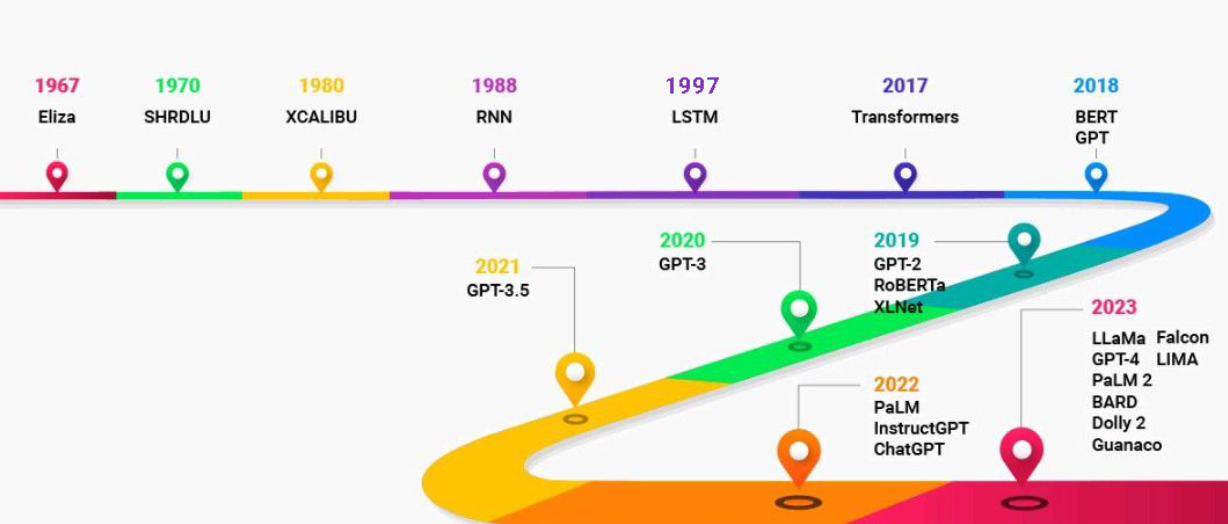 1967
Eliza
1970
SHRDLU
1980
XCALIBU
1988
RNN
1997
LSTM
2017
Transformers
2018
BERT
GPT
2019
GPT-2
RoBERTa
XLNet
2020
GPT-3
2021
GPT-3.5
2022
PaLM
InstructGPT
ChatGPT
2023
LLaMa Falcon
GPT-4 LIMA
PaLM 2
BARD
Dolly 2
Guanaco